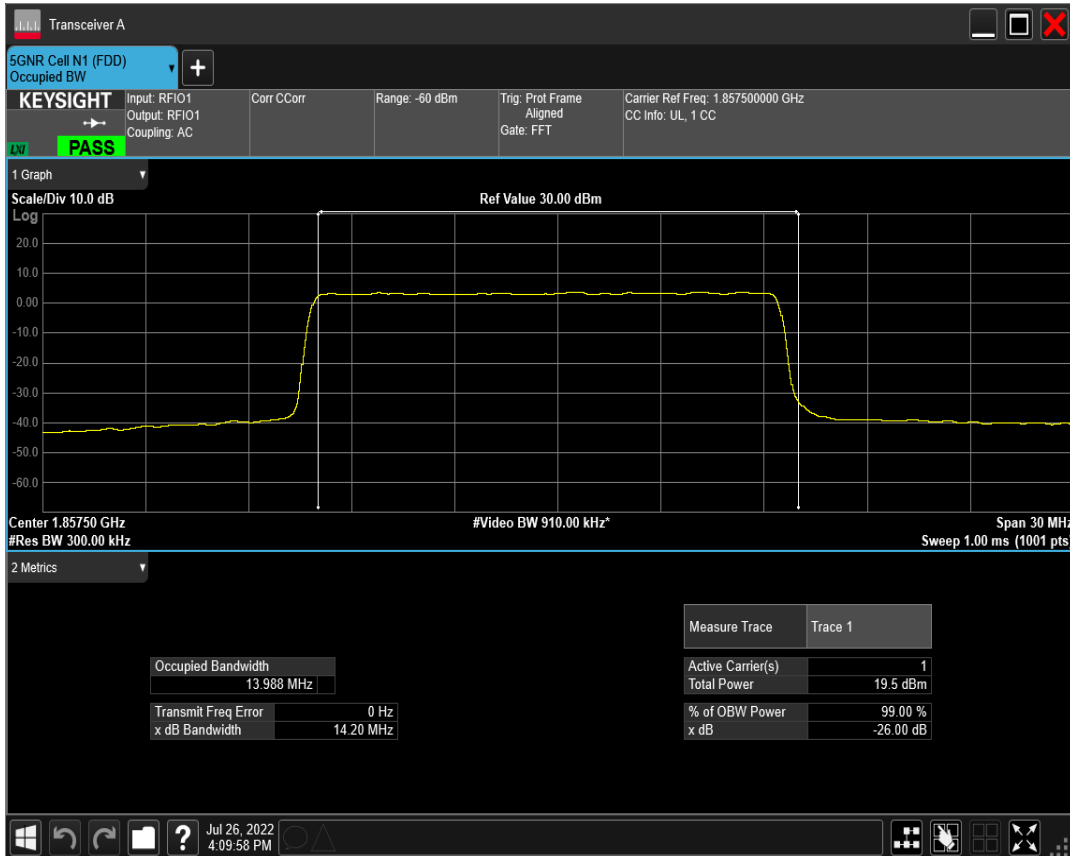 Transceiver A
5GNR Cell N1 (FDD)
Occupied BW
+
KEYSIGHT
LXI
PASS
Input: RFIO1
Output: RFIO1
Coupling: AC
Corr CCorr
Range: -60 dBm
Trig: Prot Frame
Aligned
Gate: FFT
Carrier Ref Freq: 1.857500000 GHz
CC Info: UL, 1 CC
1 Graph
Scale/Div 10.0 dB
Ref Value 30.00 dBm
Log
20.0
10.0
0.00
-10.0
-20.0
-30.0
-40.0
-50.0
-60.0
Center 1.85750 GHz
#Video BW 910.00 kHz*
Span 30 MHz
#Res BW 300.00 kHz
Sweep 1.00 ms (1001 pts)
2 Metrics
Measure Trace Trace 1
Occupied Bandwidth
13.988 MHz
Active Carrier(s) 1
Total Power 19.5 dBm
Transmit Freq Error 0 Hz
x dB Bandwidth 14.20 MHz
% of OBW Power 99.00 %
x dB -26.00 dB
?
Jul 26, 2022
4:09:58 PM